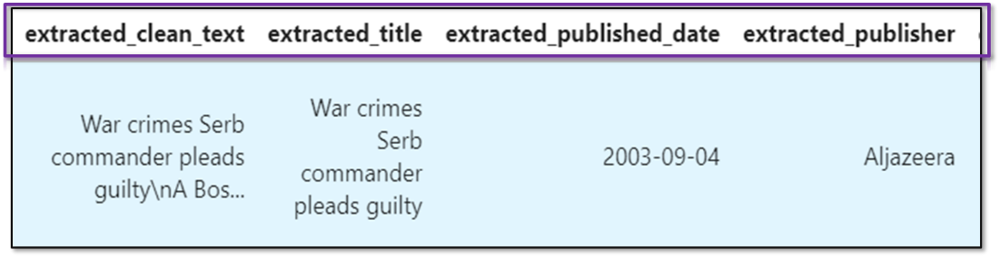 extracted_clean_text extracted_title extracted_published_date extracted_publisher
War crimes Serb
commander pleads
guilty\nA Bos...
War crimes
Serb
commander
pleads guilty
2003-09-04
Aljazeera